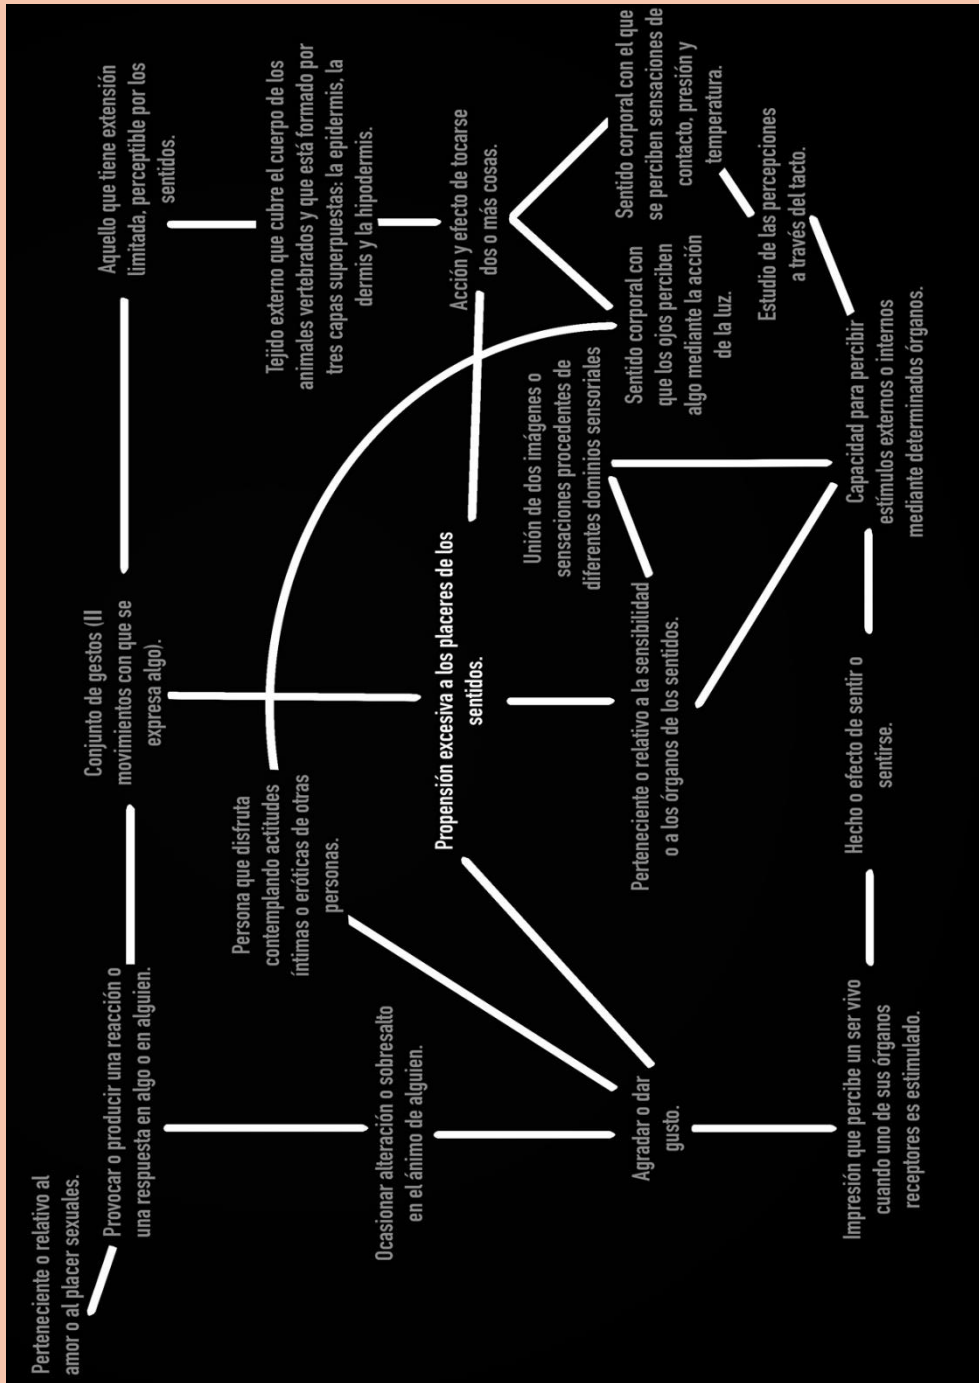 Perteneciente o relativo al
amor o al placer sexuales.
Provocar o producir una reacción o
una respuesta en algo o en alguien.
Conjunto de gestos (II
movimientos con que se
expresa algo).
Aquello que tiene extensión
limitada, perceptible por los
sentidos.
Persona que disfruta
contemplando actitudes
íntimas o eróticas de otras
personas.
Tejido externo que cubre el cuerpo de los
animales vertebrados y que está formado por
tres capas superpuestas: la epidermis, la
dermis y la hipodermis.
Ocasionar alteración o sobresalto
en el ánimo de alguien.
Propensión excesiva a los placeres de los
sentidos.
Acción y efecto de tocarse
dos o más cosas.
Unión de dos imágenes o
sensaciones procedentes de
diferentes dominios sensoriales
Sentido corporal con
que los ojos perciben
algo mediante la acción
de la luz.
Sentido corporal con el que
se perciben sensaciones de
contacto, presión y
temperatura.
Agradar o dar
gusto.
Perteneciente o relativo a la sensibilidad
o a los órganos de los sentidos.
Estudio de las percepciones
a través del tacto.
Impresión que percibe un ser vivo
cuando uno de sus órganos
receptores es estimulado.
Hecho o efecto de sentir o
sentirse.
Capacidad para percibir
estímulos externos o internos
mediante determinados órganos.